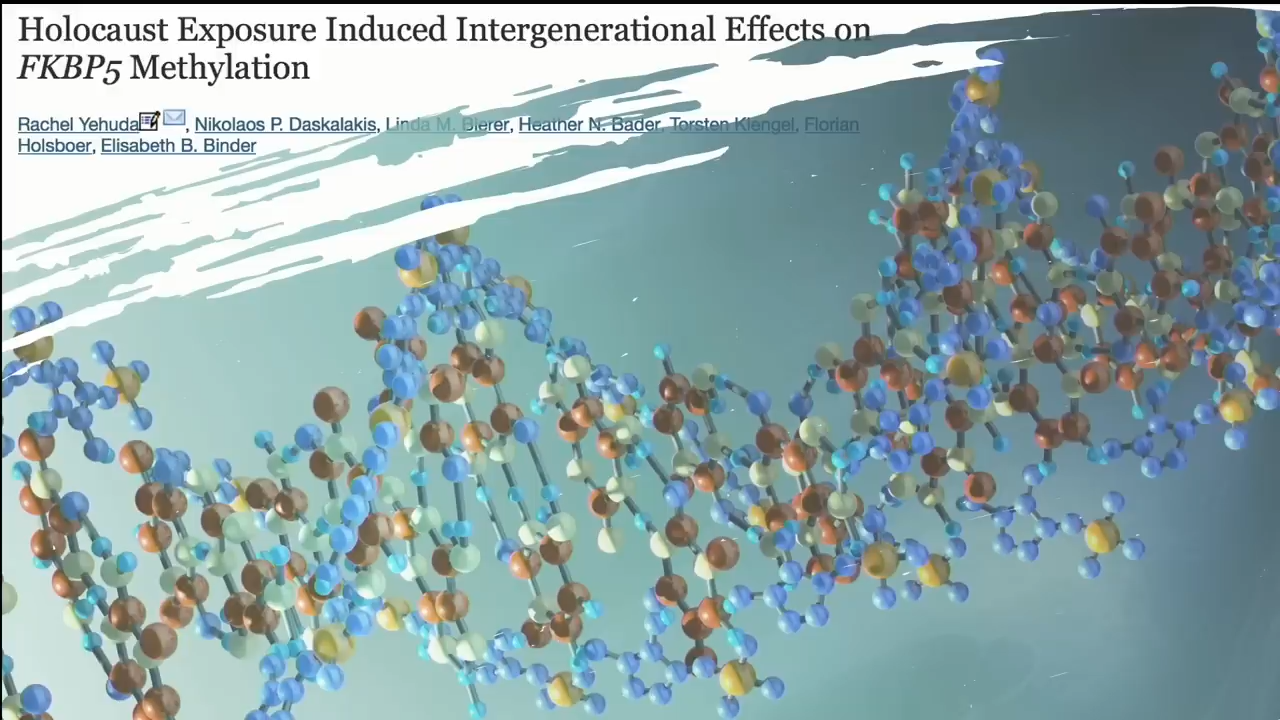 Holocaust Exposure Induced Intergenerational Effects on
FKBP5 Methylation
Rachel Yehuda, Nikolaos P. Daskalakis, Linda M. Bierer, Heather N. Bader, Torsten Klengel, Florian
Holsboer, Elisabeth B. Binder